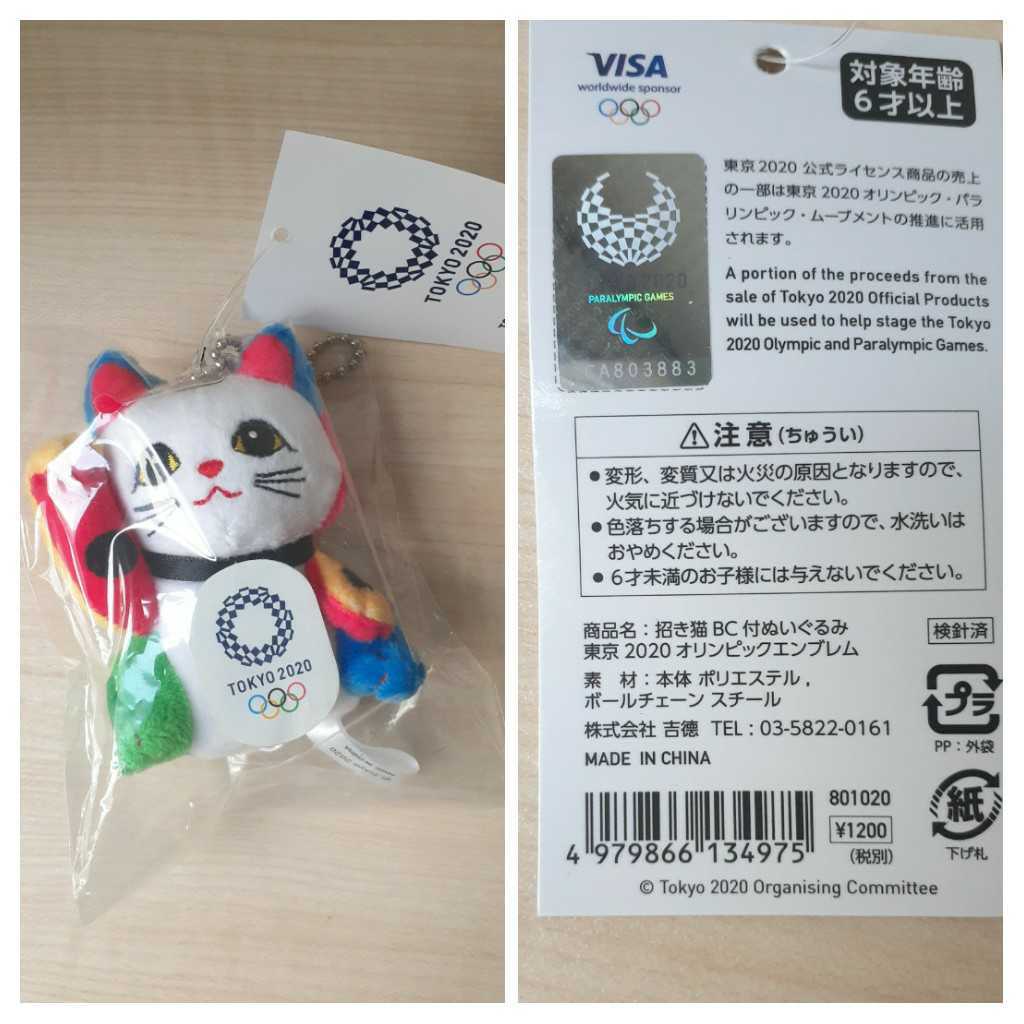 TOKYO 2020
TOKYO 2020
VISA
worldwide sponsor
対象年齢
6才以上
東京2020 公式ライセンス商品の売上
の一部は東京 2020 オリンピック・パラ
リンピック・ムーブメントの推進に活用
されます。
A portion of the proceeds from the
sale of Tokyo 2020 Official Products
will be used to help stage the Tokyo
2020 Olympic and Paralympic Games.
PARALYMPIC GAMES
CA803883
注意(ちゅうい)
●変形、変質又は火災の原因となりますので、
火気に近づけないでください。
●色落ちする場合がございますので、水洗いは
おやめください。
●6才未満のお子様には与えないでください。
商品名:招き猫 BC 付ぬいぐるみ
東京 2020 オリンピックエンブレム
検針済
素 材:本体 ポリエステル,
ボールチェーン スチール
株式会社 吉德 TEL:03-5822-0161
MADE IN CHINA
プラ
PP:外袋
801020
¥1200
(税別)
紙
下げ札
4 979866 134975
© Tokyo 2020 Organising Committee